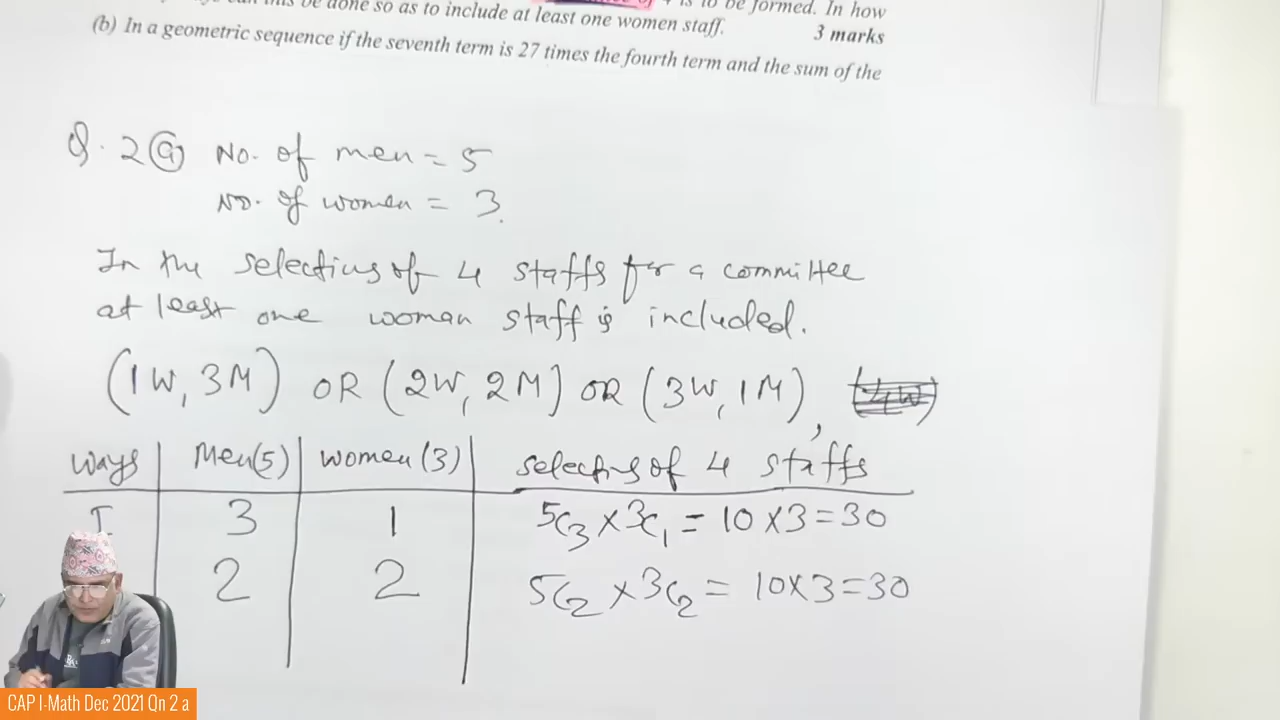 be done so as to include at least one women staff. of 4 is to be formed. In how
3 marks
(b) In a geometric sequence if the seventh term is 27 times the fourth term and the sum of the
Q. 2(a) No. of men = 5
No. of women = 3.
In the selecting of 4 staffs for a committee
at least one woman staff is included.
(1W, 3M) OR (2W, 2M) OR (3W, 1M),
Ways Men(5) women(3) selecting of 4 staffs
I 3 1 5C3 × 3C1 = 10 × 3 = 30
2 2 5C2 × 3C2 = 10×3 = 30
CAP I-Math Dec 2021 Qn 2 a